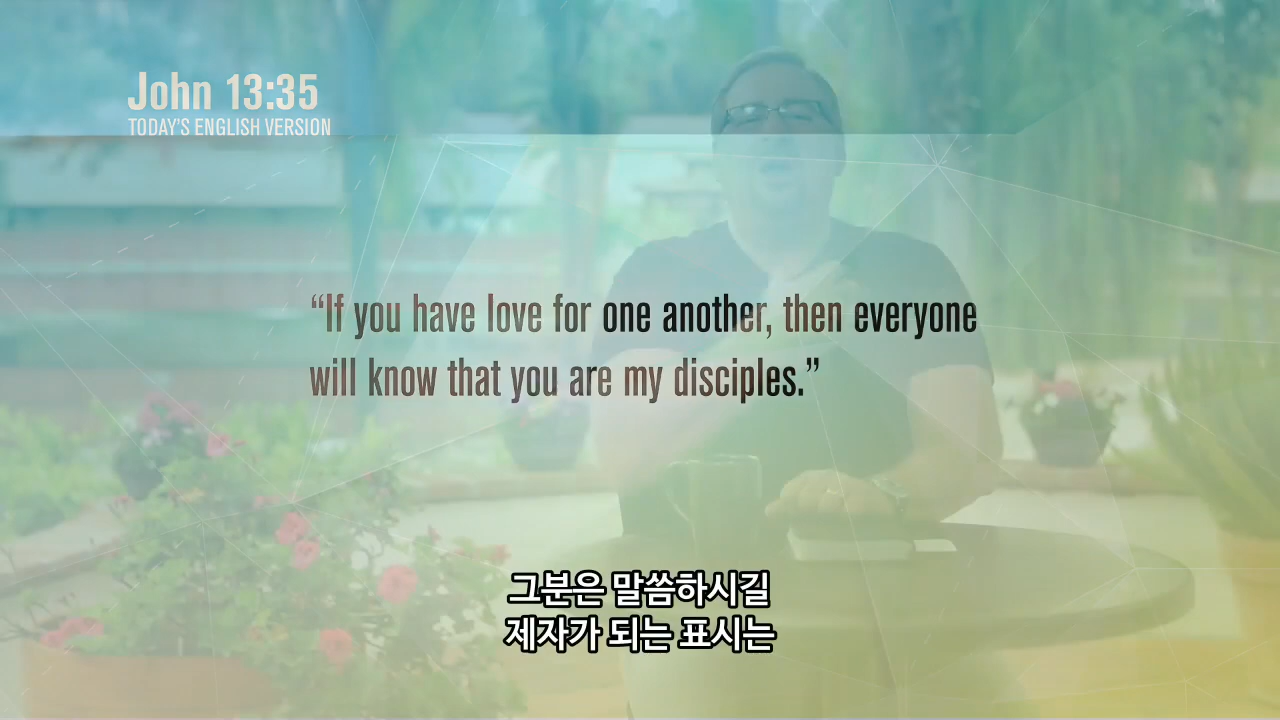 John 13:35
TODAY'S ENGLISH VERSION
“If you have love for one another, then everyone
will know that you are my disciples.”
그분은 말씀하시길
제자가 되는 표시는